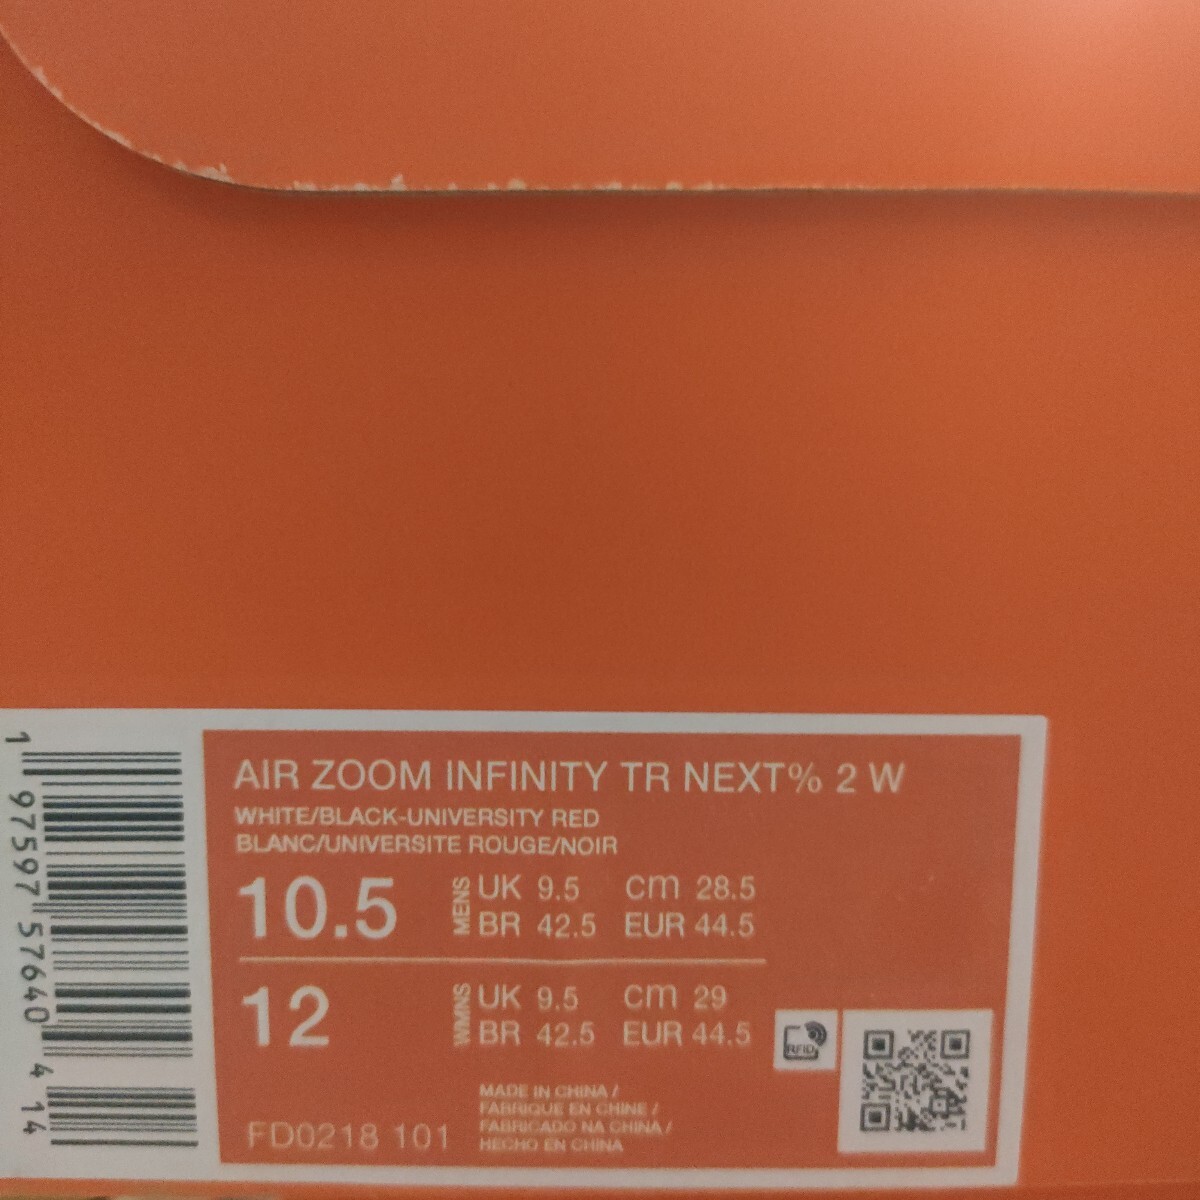 AIR ZOOM INFINITY TR NEXT% 2 W
WHITE/BLACK-UNIVERSITY RED
BLANC/UNIVERSITE ROUGE/NOIR
10.5 MENS UK 9.5 cm 28.5
BR 42.5 EUR 44.5
12 WMNS UK 9.5 cm 29
BR 42.5 EUR 44.5
RFID
MADE IN CHINA /
FABRIQUE EN CHINE /
FABRICADO NA CHINA /
HECHO EN CHINA
FD0218 101
1 97597 57640 4 14